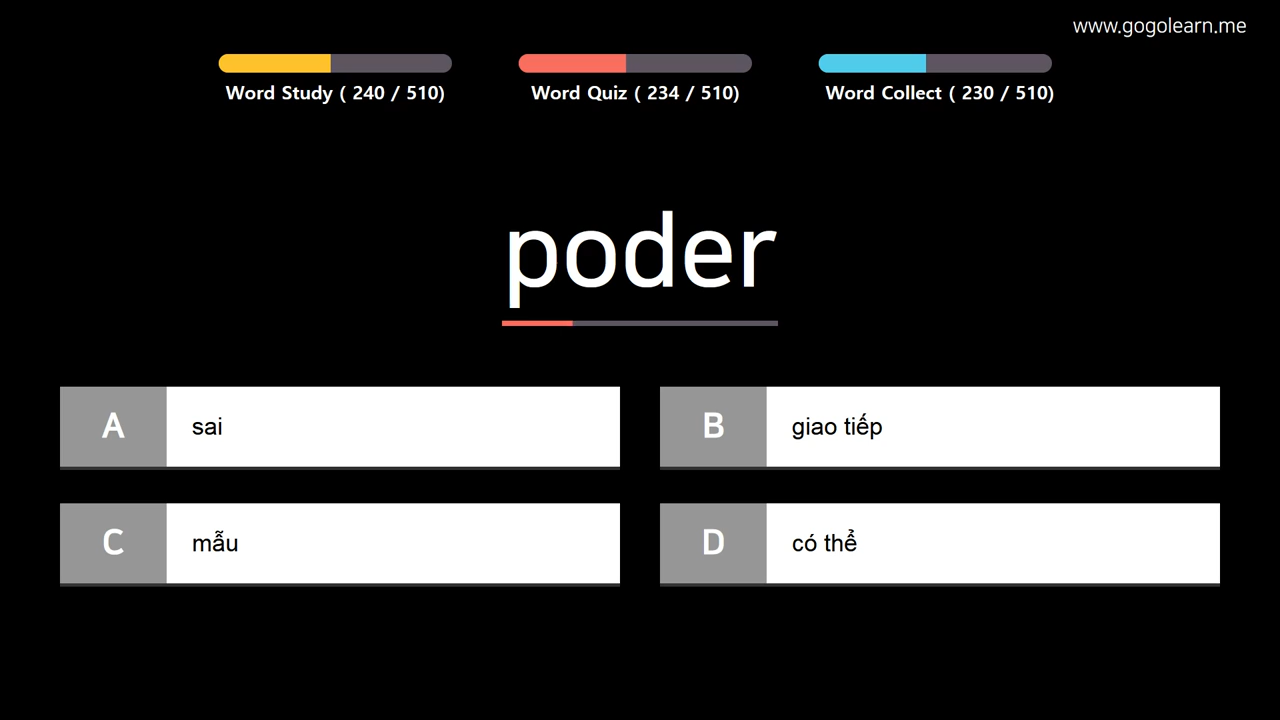 www.gogolearn.me
Word Study ( 240 / 510)
Word Quiz ( 234 / 510)
Word Collect ( 230 / 510)
poder
A sai
B giao tiếp
C mẫu
D có thể